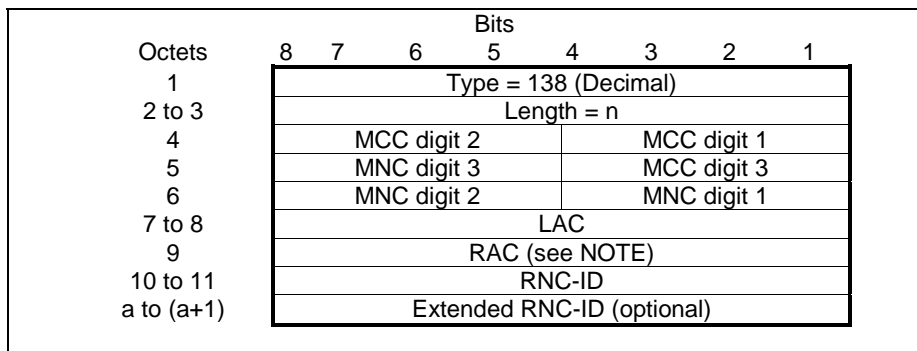 Bits
Octets 8 7 6 5 4 3 2 1
1 Type = 138 (Decimal)
2 to 3 Length = n
4 MCC digit 2 MCC digit 1
5 MNC digit 3 MCC digit 3
6 MNC digit 2 MNC digit 1
7 to 8 LAC
9 RAC (see NOTE)
10 to 11 RNC-ID
a to (a+1) Extended RNC-ID (optional)